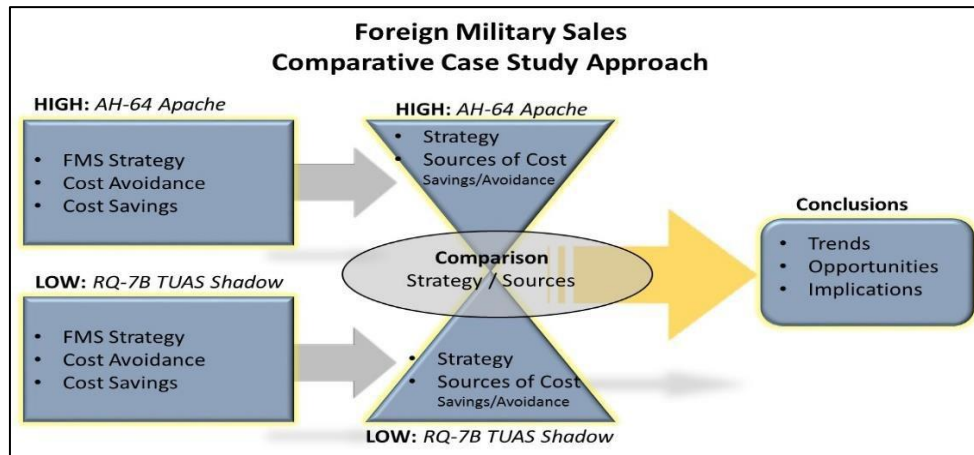 Foreign Military Sales
Comparative Case Study Approach
HIGH: AH-64 Apache
• FMS Strategy
• Cost Avoidance
• Cost Savings
LOW: RQ-7B TUAS Shadow
• FMS Strategy
• Cost Avoidance
• Cost Savings
HIGH: AH-64 Apache
• Strategy
• Sources of Cost
Savings/Avoidance
Comparison
Strategy / Sources
• Strategy
• Sources of Cost
Savings/Avoidance
LOW: RQ-7B TUAS Shadow
Conclusions
• Trends
• Opportunities
• Implications